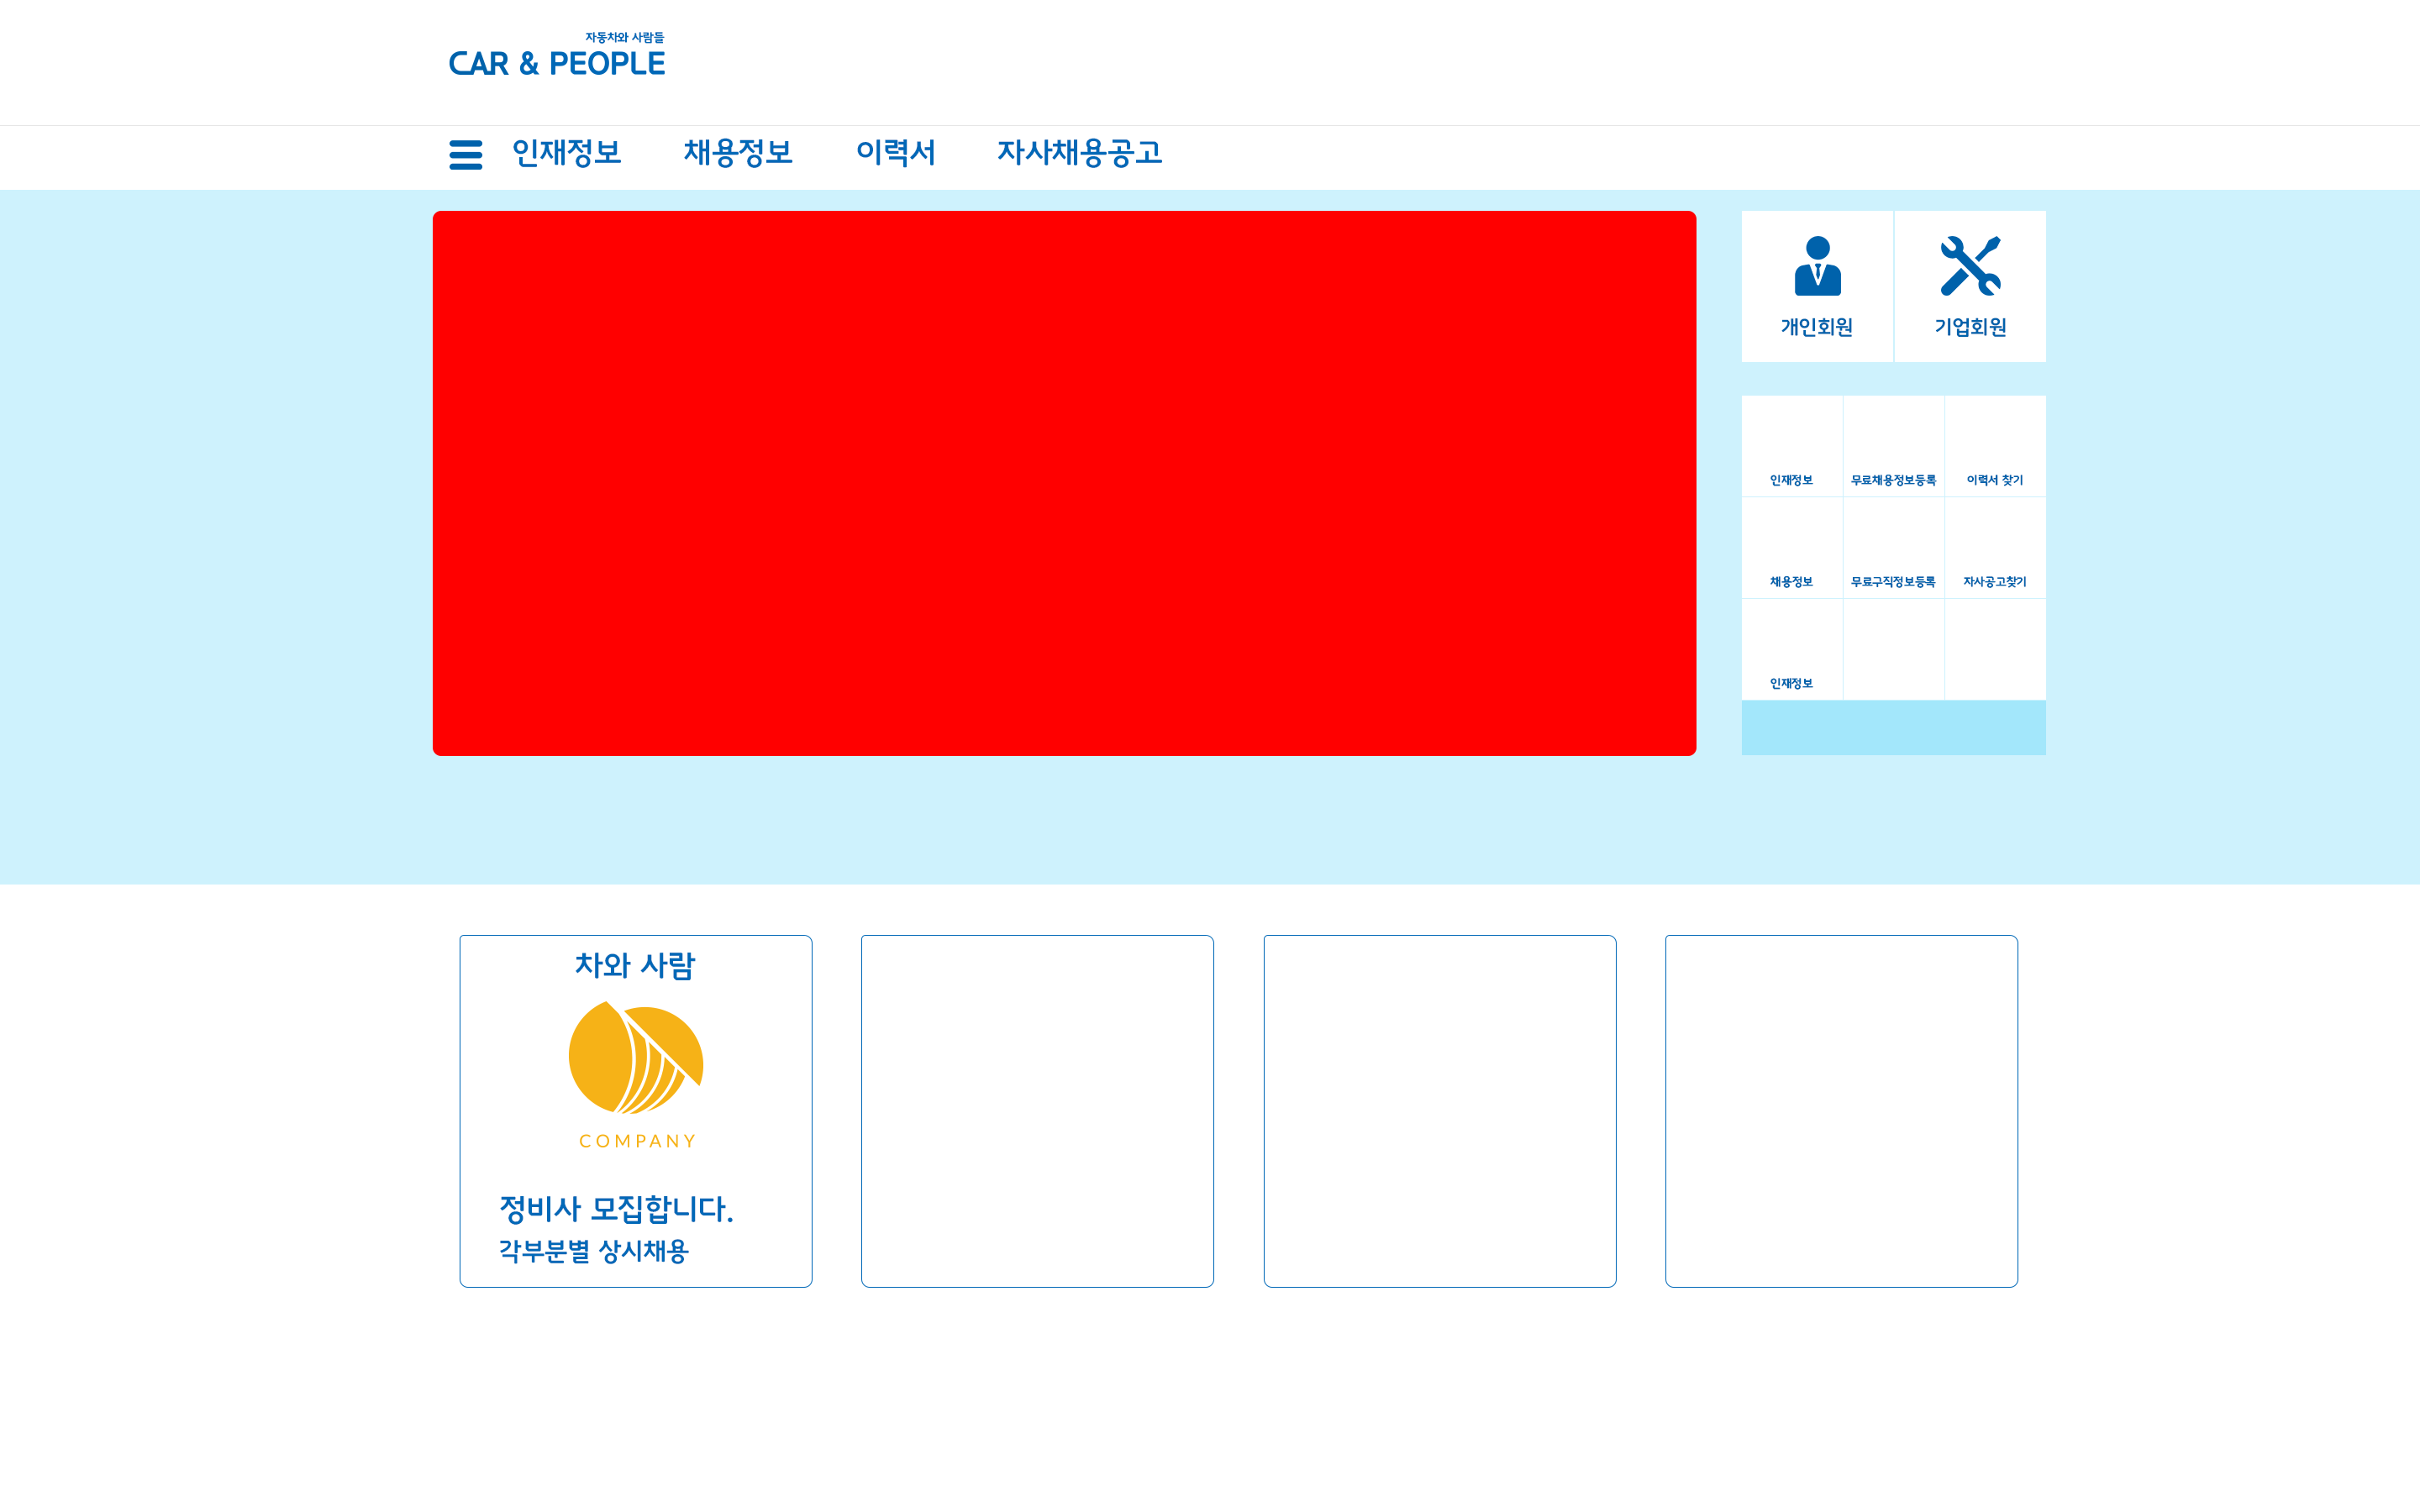 자동차와 사람들
CAR & PEOPLE
인재정보 채용정보 이력서 자사채용공고
개인회원 기업회원
인재정보 무료채용정보등록 이력서 찾기
채용정보 무료구직정보등록 자사공고찾기
인재정보
차와 사람
COMPANY
정비사 모집합니다.
각부분별 상시채용